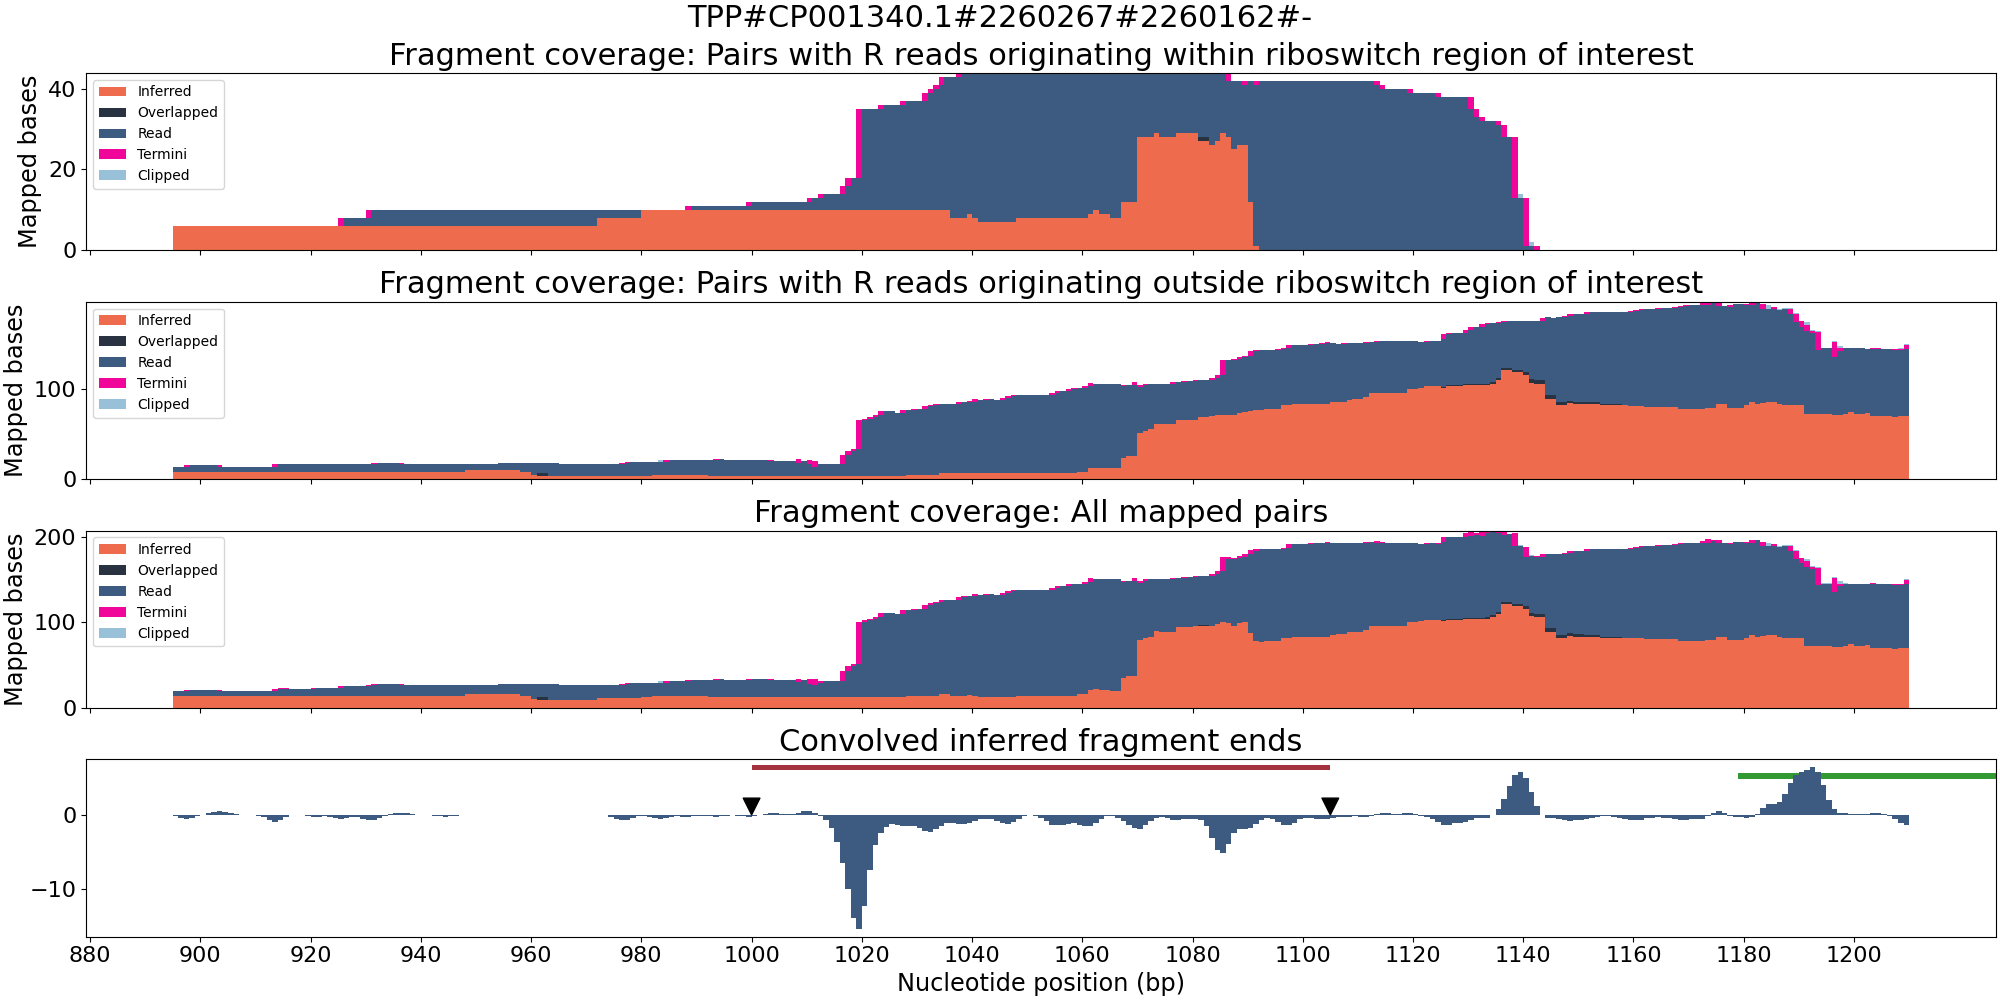 TPP#CP001340.1#2260267#2260162#-
Fragment coverage: Pairs with R reads originating within riboswitch region of interest
Mapped bases
40
20
0
Inferred
Overlapped
Read
Termini
Clipped
Fragment coverage: Pairs with R reads originating outside riboswitch region of interest
Mapped bases
100
0
Inferred
Overlapped
Read
Termini
Clipped
Fragment coverage: All mapped pairs
Mapped bases
200
100
0
Inferred
Overlapped
Read
Termini
Clipped
Convolved inferred fragment ends
0
−10
880 900 920 940 960 980 1000 1020 1040 1060 1080 1100 1120 1140 1160 1180 1200
Nucleotide position (bp)